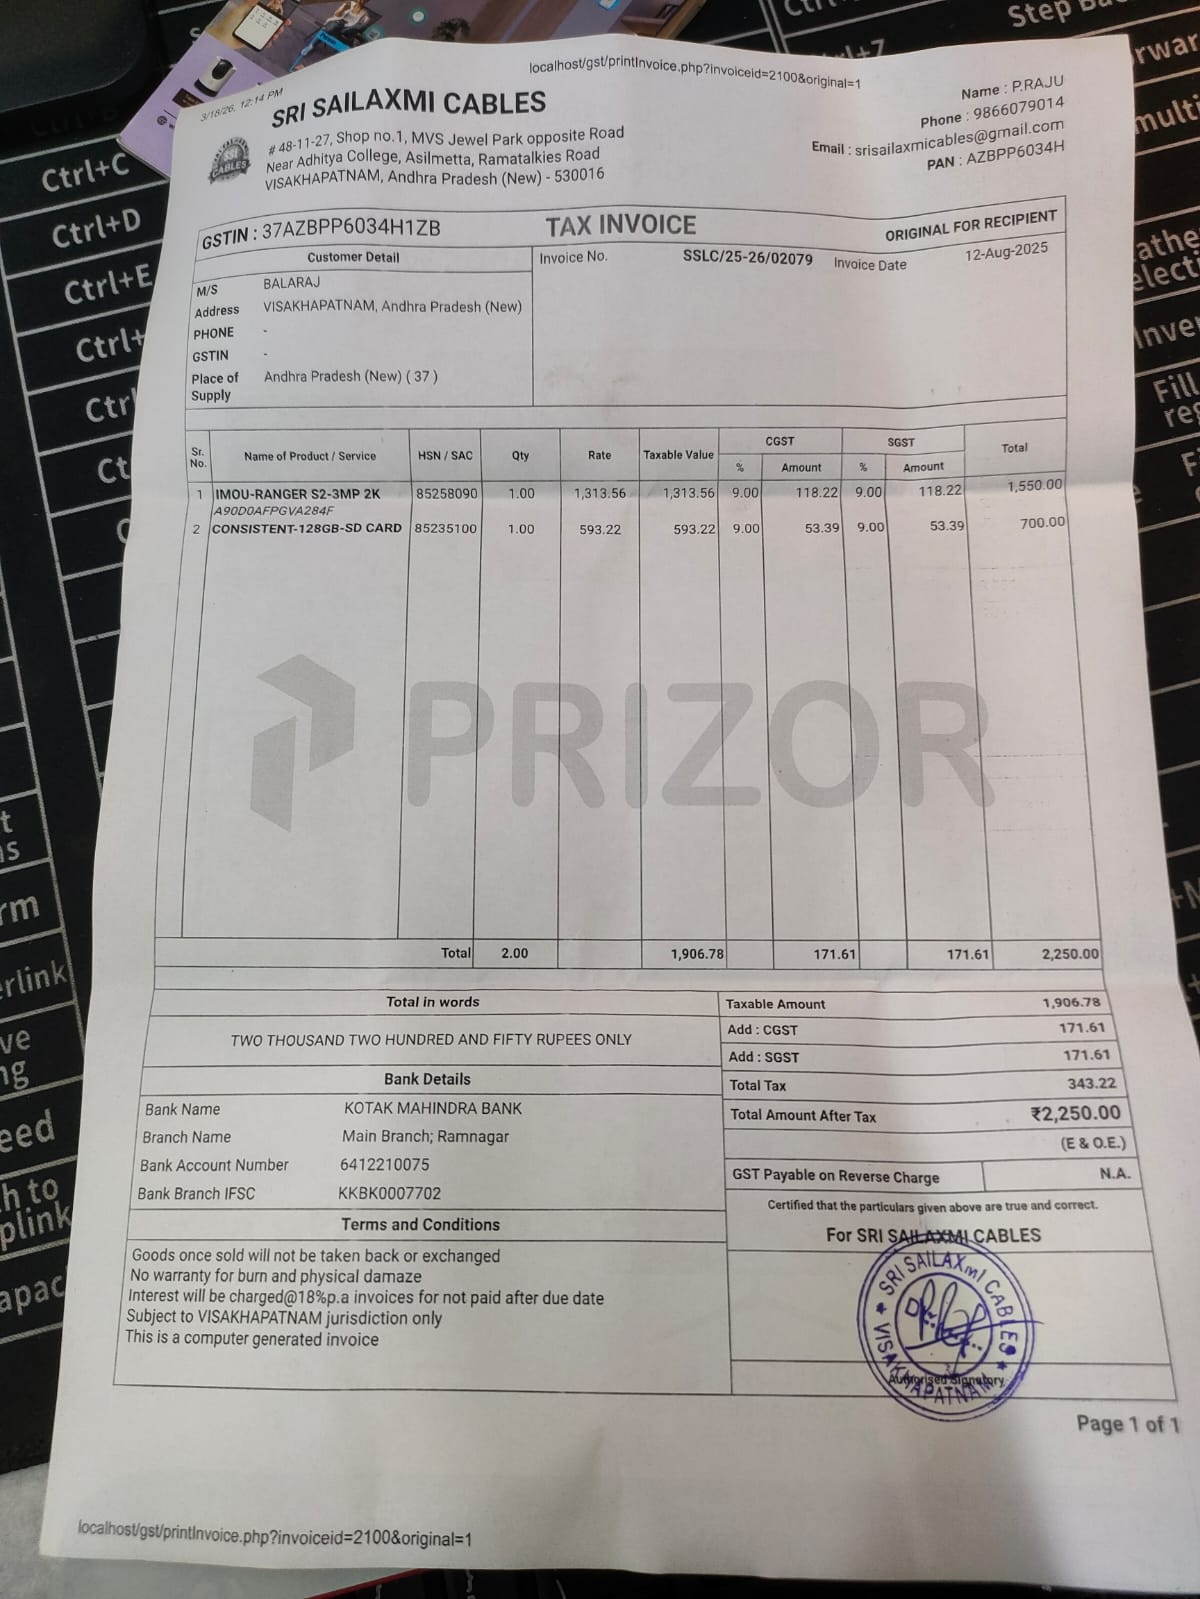 Step
Ctrl+C
Ctrl+D
Ctrl+E
3/18/26, 12:14 PM
localhost/gst/printInvoice.php?invoiceid=2100&original=1
SRI SAILAXMI CABLES
# 48-11-27, Shop no.1, MVS Jewel Park opposite Road
Near Adhitya College, Asilmetta, Ramatalkies Road
VISAKHAPATNAM, Andhra Pradesh (New) - 530016
Name : P.RAJU
Phone : 9866079014
Email : srisailaxmicables@gmail.com
PAN : AZBPP6034H
GSTIN : 37AZBPP6034H1ZB TAX INVOICE ORIGINAL FOR RECIPIENT
Customer Detail
M/S BALARAJ
Address VISAKHAPATNAM, Andhra Pradesh (New)
PHONE -
GSTIN -
Place of Supply Andhra Pradesh (New) ( 37 )
Invoice No. SSLC/25-26/02079 Invoice Date 12-Aug-2025
Sr. No. Name of Product / Service HSN / SAC Qty Rate Taxable Value CGST SGST Total
% Amount % Amount
1 IMOU-RANGER S2-3MP 2K 85258090 1.00 1,313.56 1,313.56 9.00 118.22 9.00 118.22 1,550.00
A90D0AFPGVA284F
2 CONSISTENT-128GB-SD CARD 85235100 1.00 593.22 593.22 9.00 53.39 9.00 53.39 700.00
PRIZOR
Total 2.00 1,906.78 171.61 171.61 2,250.00
Total in words
TWO THOUSAND TWO HUNDRED AND FIFTY RUPEES ONLY
Bank Details
Bank Name KOTAK MAHINDRA BANK
Branch Name Main Branch; Ramnagar
Bank Account Number 6412210075
Bank Branch IFSC KKBK0007702
Terms and Conditions
Goods once sold will not be taken back or exchanged
No warranty for burn and physical damaze
Interest will be charged@18%p.a invoices for not paid after due date
Subject to VISAKHAPATNAM jurisdiction only
This is a computer generated invoice
Taxable Amount 1,906.78
Add : CGST 171.61
Add : SGST 171.61
Total Tax 343.22
Total Amount After Tax ₹2,250.00
(E & O.E.)
GST Payable on Reverse Charge N.A.
Certified that the particulars given above are true and correct.
For SRI SAILAXMI CABLES
SRI SAILAXmI CABLES
VISAKHAPATNAM
Authorised Signatory
Page 1 of 1
localhost/gst/printInvoice.php?invoiceid=2100&original=1